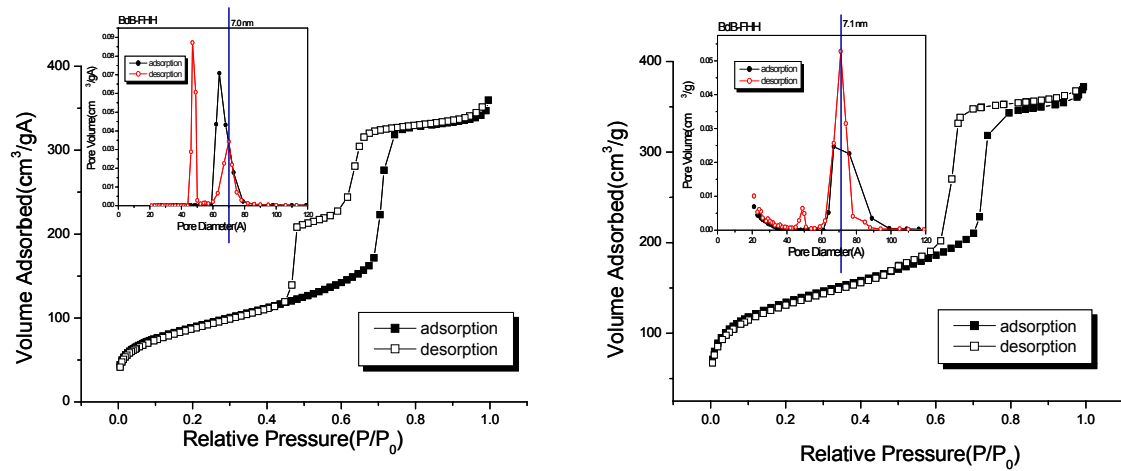 BdB-FHH
7.0 nm
0.09
0.08
0.07
0.06
0.05
0.04
0.03
0.02
0.01
0.00
Pore Volume(cm³/gA)
adsorption
desorption
0 20 40 60 80 100 120
Pore Diameter(A)
400
300
200
100
0
Volume Adsorbed(cm³/gA)
adsorption
desorption
0.0 0.2 0.4 0.6 0.8 1.0
Relative Pressure(P/P₀)
BdB-FHH
7.1 nm
0.05
0.04
0.03
0.02
0.01
0.00
Pore Volume(cm³/g)
adsorption
desorption
0 20 40 60 80 100 120
Pore Diameter(A)
400
300
200
100
Volume Adsorbed(cm³/g)
adsorption
desorption
0.0 0.2 0.4 0.6 0.8 1.0
Relative Pressure(P/P₀)